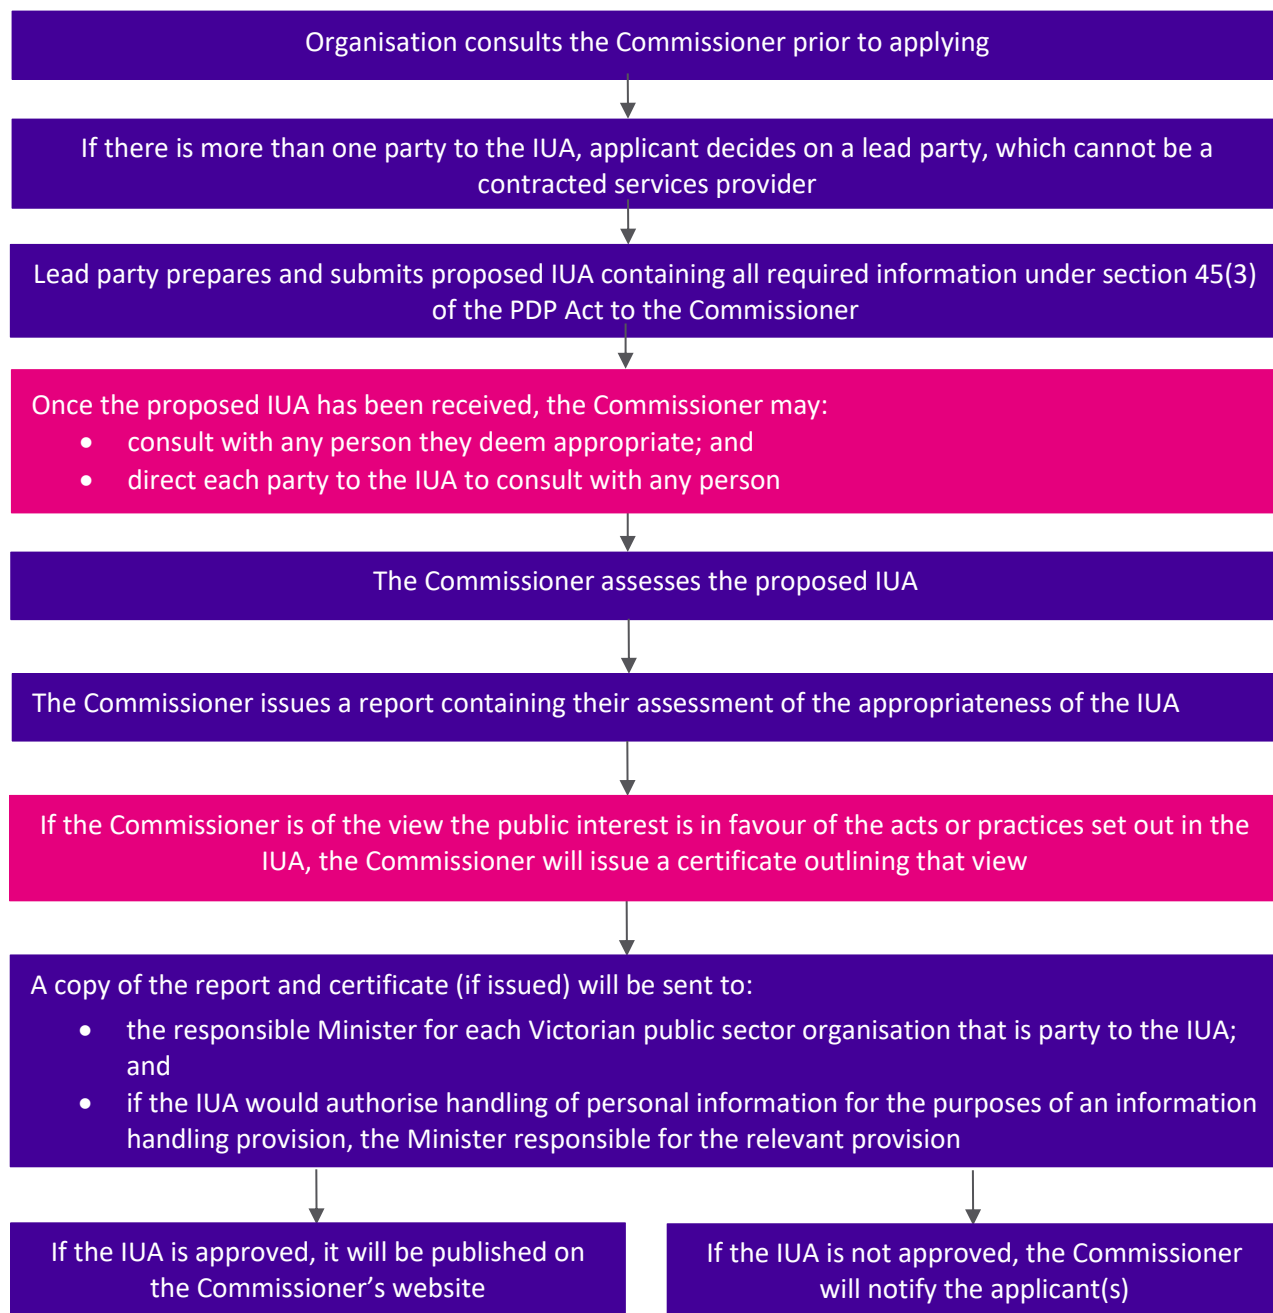 Organisation consults the Commissioner prior to applying
If there is more than one party to the IUA, applicant decides on a lead party, which cannot be a
contracted services provider
Lead party prepares and submits proposed IUA containing all required information under section 45(3)
of the PDP Act to the Commissioner
Once the proposed IUA has been received, the Commissioner may:
• consult with any person they deem appropriate; and
• direct each party to the IUA to consult with any person
The Commissioner assesses the proposed IUA
The Commissioner issues a report containing their assessment of the appropriateness of the IUA
If the Commissioner is of the view the public interest is in favour of the acts or practices set out in the
IUA, the Commissioner will issue a certificate outlining that view
A copy of the report and certificate (if issued) will be sent to:
• the responsible Minister for each Victorian public sector organisation that is party to the IUA;
and
• if the IUA would authorise handling of personal information for the purposes of an information
handling provision, the Minister responsible for the relevant provision
If the IUA is approved, it will be published on
the Commissioner’s website
If the IUA is not approved, the Commissioner
will notify the applicant(s)